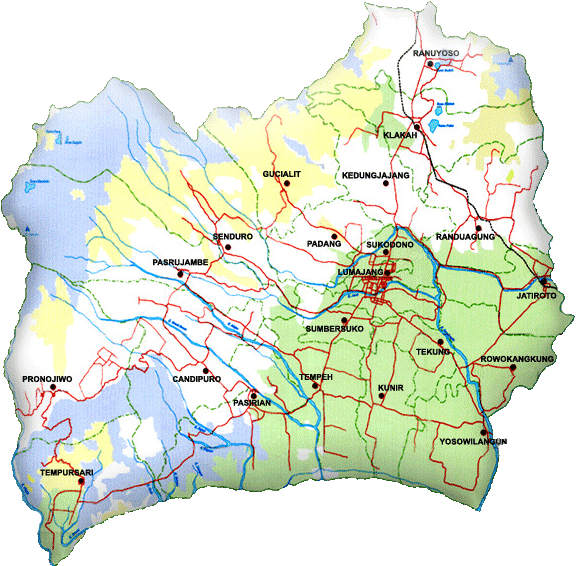 RANUYOSO
KLAKAH
GUCIALIT
KEDUNGJAJANG
SENDURO
PADANG
SUKODONO
RANDUAGUNG
PASRUJAMBE
LUMAJANG
JATIROTO
SUMBERSUKO
TEKUNG
ROWOKANGKUNG
PRONOJIWO
CANDIPURO
TEMPEH
KUNIR
PASIRIAN
YOSOWILANGUN
TEMPURSARI